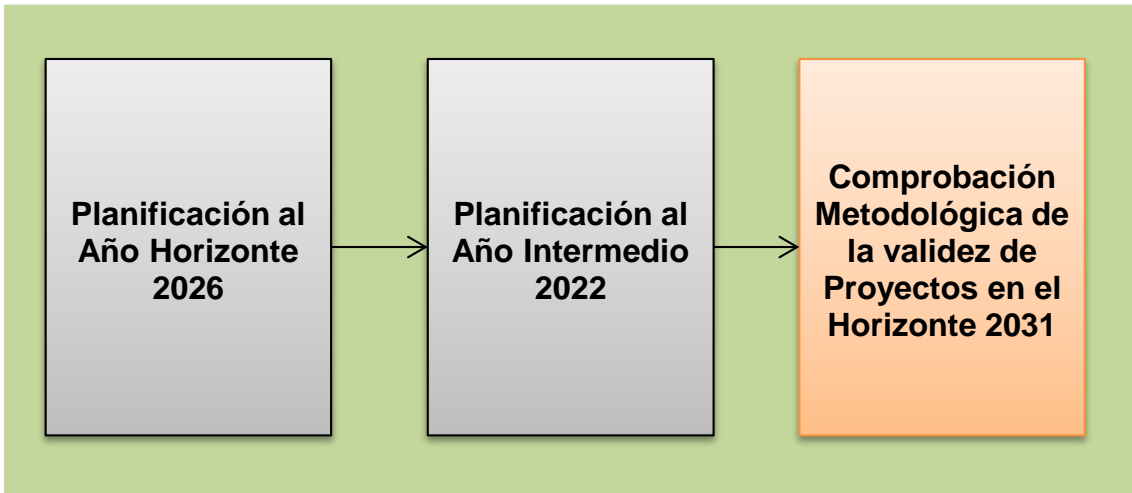 Planificación al
Año Horizonte
2026
Planificación al
Año Intermedio
2022
Comprobación
Metodológica de
la validez de
Proyectos en el
Horizonte 2031